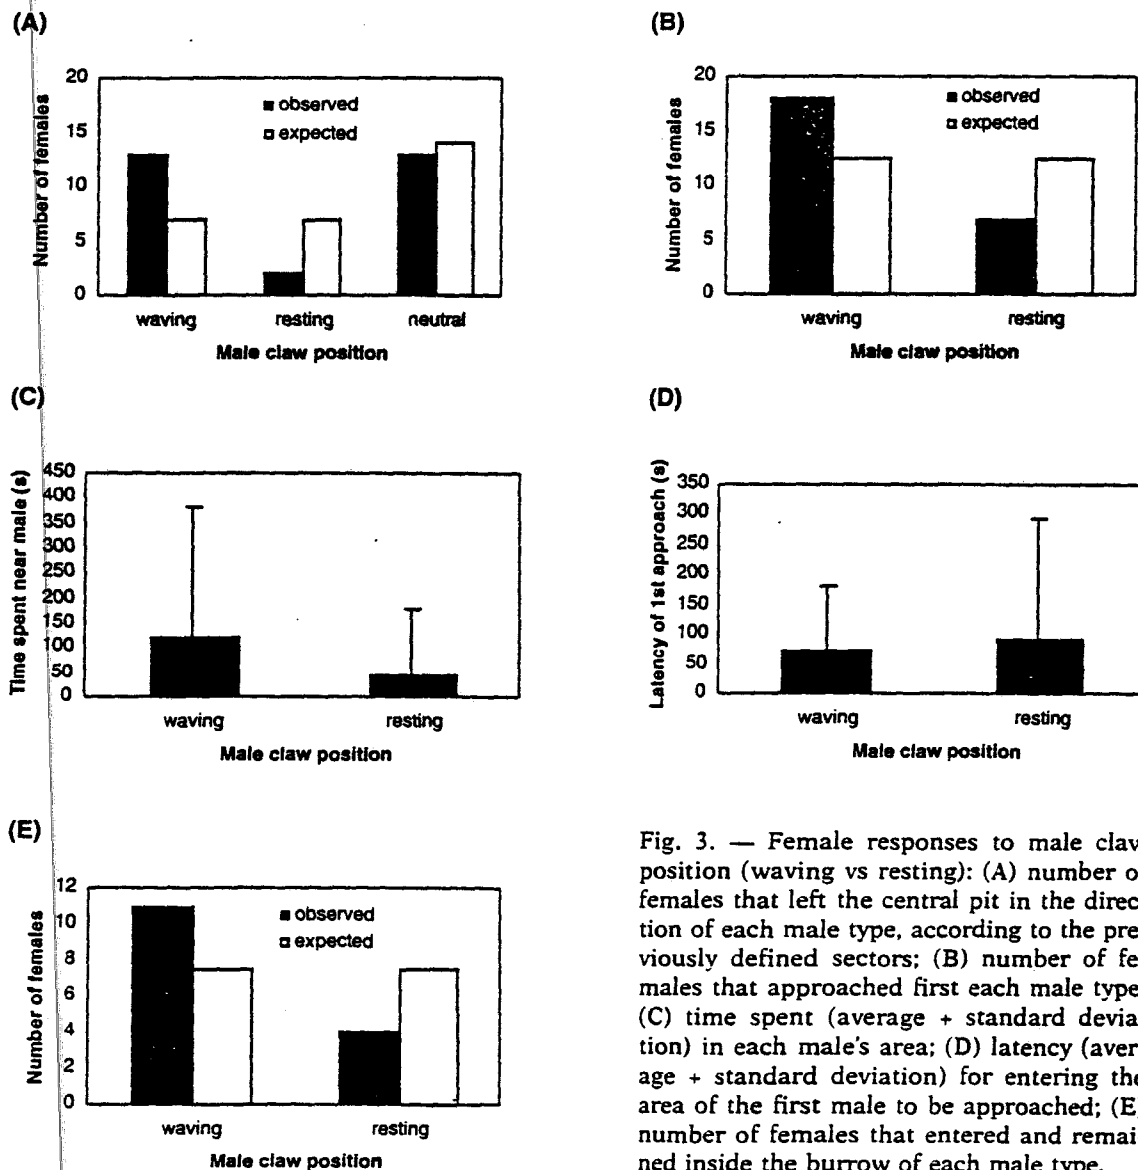 (A)
20
15
10
5
0
Number of females
observed
expected
waving resting neutral
Male claw position
(B)
20
15
10
5
0
Number of females
observed
expected
waving resting
Male claw position
(C)
450
400
350
300
250
200
150
100
50
0
Time spent near male (s)
waving resting
Male claw position
(D)
350
300
250
200
150
100
50
0
Latency of 1st approach (s)
waving resting
Male claw position
(E)
12
10
8
6
4
2
0
Number of females
observed
expected
waving resting
Male claw position
Fig. 3. — Female responses to male claw
position (waving vs resting): (A) number o
females that left the central pit in the direc
tion of each male type, according to the pre
viously defined sectors; (B) number of fe
males that approached first each male type
(C) time spent (average + standard devia
tion) in each male's area; (D) latency (aver
age + standard deviation) for entering the
area of the first male to be approached; (E
number of females that entered and remai
ned inside the burrow of each male type.